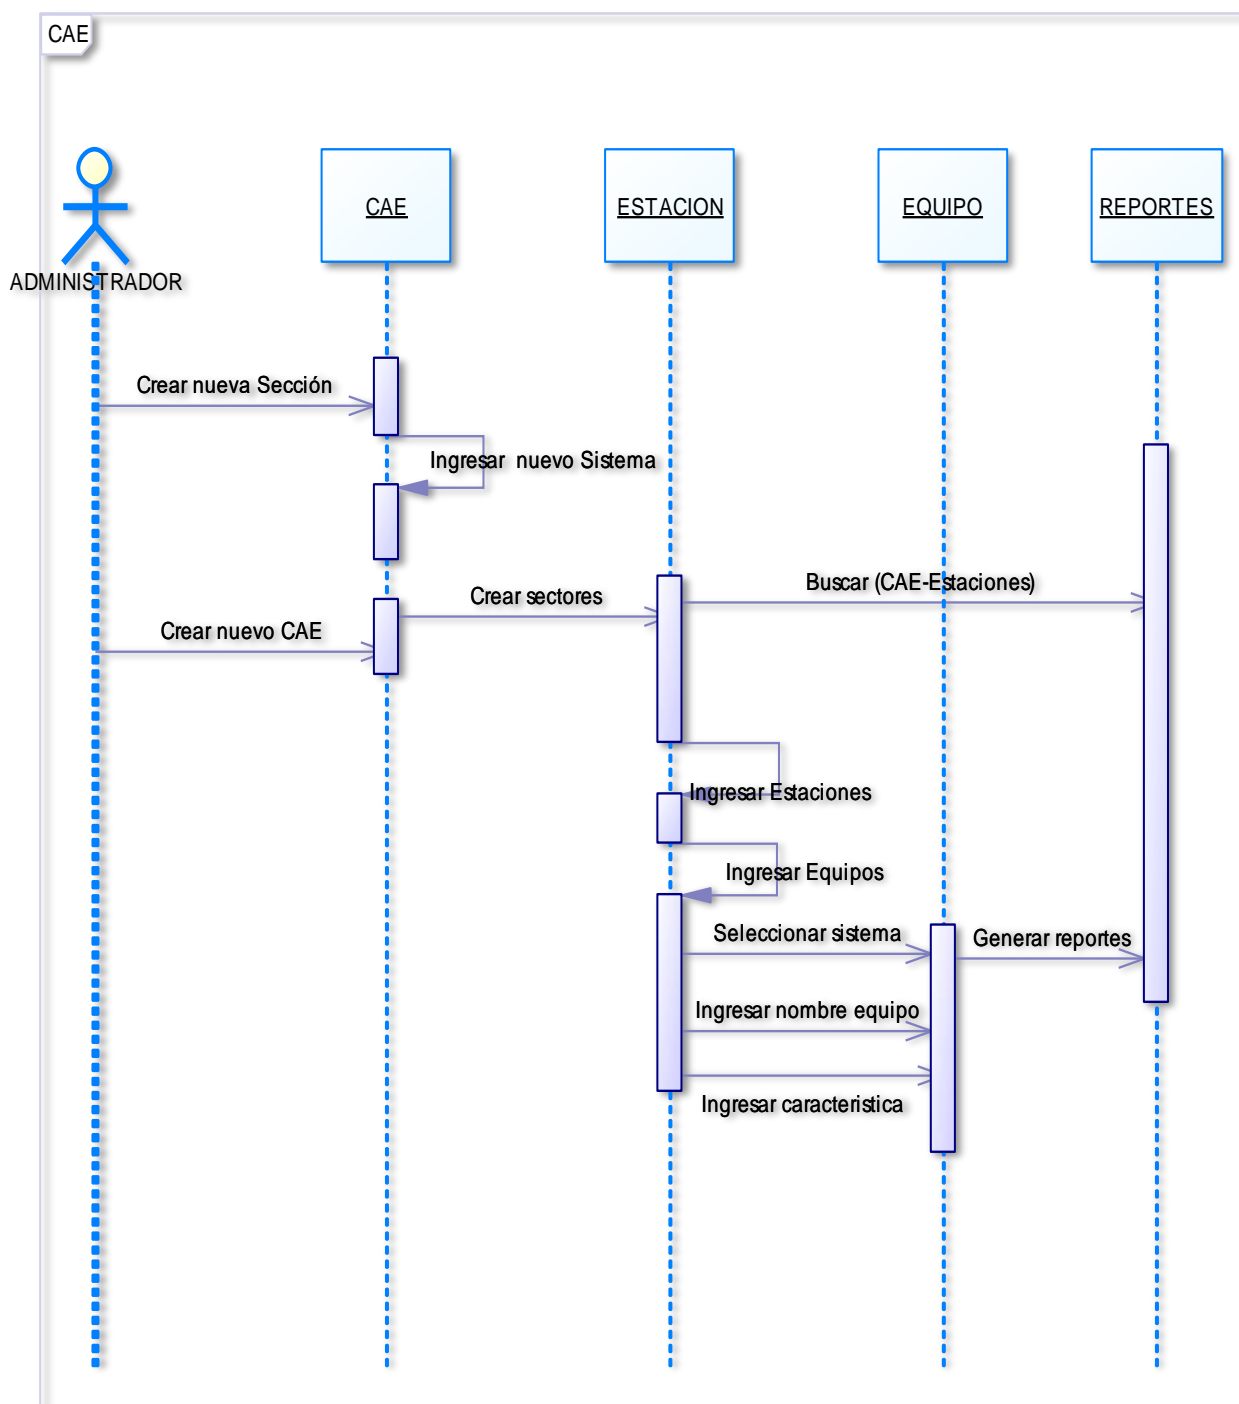 CAE
CAE
ESTACION
EQUIPO
REPORTES
ADMINISTRADOR
Crear nueva Sección
Ingresar  nuevo Sistema
Buscar (CAE-Estaciones)
Crear sectores
Crear nuevo CAE
Ingresar Estaciones
Ingresar Equipos
Seleccionar sistema
Generar reportes
Ingresar nombre equipo
Ingresar caracteristica